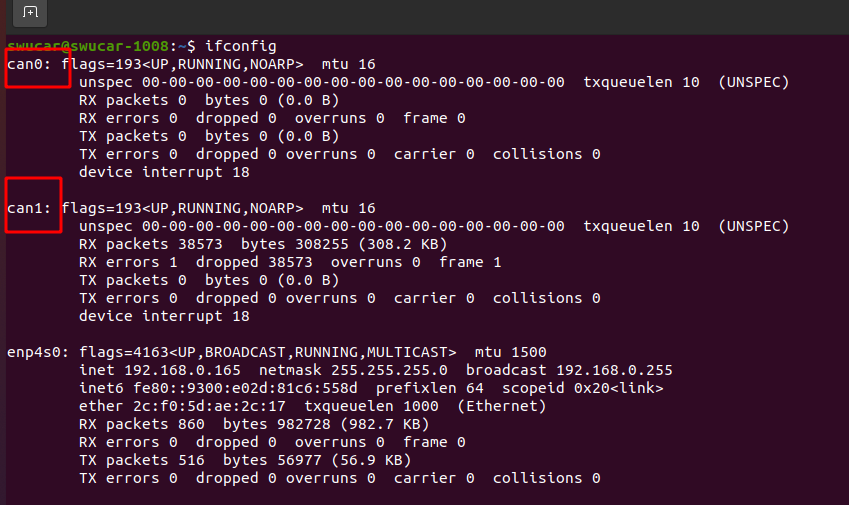 swucar@swucar-1008:~$ ifconfig
can0: flags=193<UP,RUNNING,NOARP>  mtu 16
        unspec 00-00-00-00-00-00-00-00-00-00-00-00-00-00-00-00  txqueuelen 10  (UNSPEC)
        RX packets 0  bytes 0 (0.0 B)
        RX errors 0  dropped 0  overruns 0  frame 0
        TX packets 0  bytes 0 (0.0 B)
        TX errors 0  dropped 0 overruns 0  carrier 0  collisions 0
        device interrupt 18

can1: flags=193<UP,RUNNING,NOARP>  mtu 16
        unspec 00-00-00-00-00-00-00-00-00-00-00-00-00-00-00-00  txqueuelen 10  (UNSPEC)
        RX packets 38573  bytes 308255 (308.2 KB)
        RX errors 1  dropped 38573  overruns 0  frame 1
        TX packets 0  bytes 0 (0.0 B)
        TX errors 0  dropped 0 overruns 0  carrier 0  collisions 0
        device interrupt 18

enp4s0: flags=4163<UP,BROADCAST,RUNNING,MULTICAST>  mtu 1500
        inet 192.168.0.165  netmask 255.255.255.0  broadcast 192.168.0.255
        inet6 fe80::9300:e02d:81c6:558d  prefixlen 64  scopeid 0x20<link>
        ether 2c:f0:5d:ae:2c:17  txqueuelen 1000  (Ethernet)
        RX packets 860  bytes 982728 (982.7 KB)
        RX errors 0  dropped 0  overruns 0  frame 0
        TX packets 516  bytes 56977 (56.9 KB)
        TX errors 0  dropped 0 overruns 0  carrier 0  collisions 0